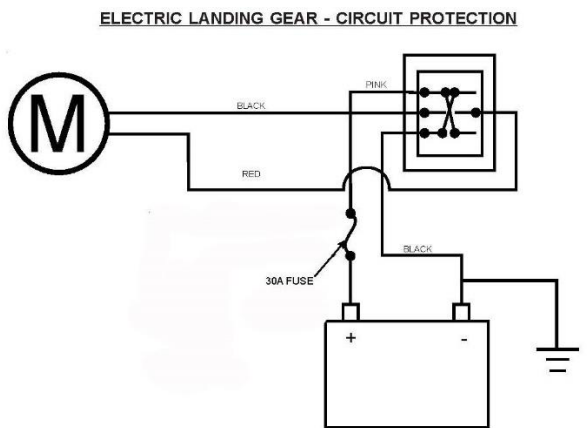 ELECTRIC LANDING GEAR - CIRCUIT PROTECTION
PINK
BLACK
M
RED
BLACK
30A FUSE
+ -